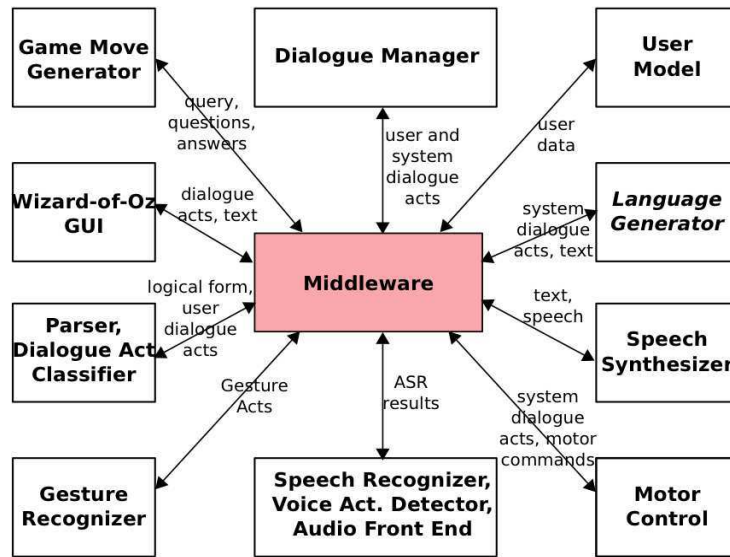 Game Move
Generator
Dialogue Manager
User
Model
query,
questions,
answers
user and
system
dialogue
acts
user
data
Wizard-of-Oz
GUI
dialogue
acts, text
system
dialogue
acts, text
Language
Generator
Middleware
logical form,
user
dialogue
acts
text,
speech
Parser,
Dialogue Act
Classifier
Speech
Synthesizer
Gesture
Acts
ASR
results
system
dialogue
acts, motor
commands
Gesture
Recognizer
Speech Recognizer,
Voice Act. Detector,
Audio Front End
Motor
Control